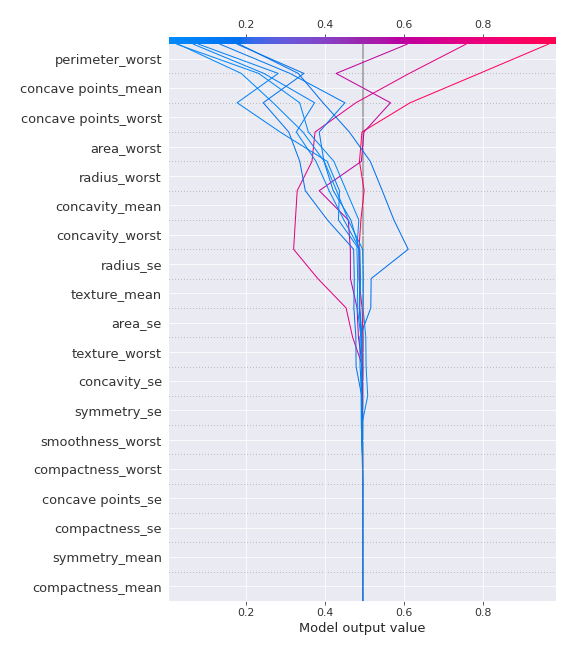 0.2 0.4 0.6 0.8
perimeter_worst
concave points_mean
concave points_worst
area_worst
radius_worst
concavity_mean
concavity_worst
radius_se
texture_mean
area_se
texture_worst
concavity_se
symmetry_se
smoothness_worst
compactness_worst
concave points_se
compactness_se
symmetry_mean
compactness_mean
0.2 0.4 0.6 0.8
Model output value